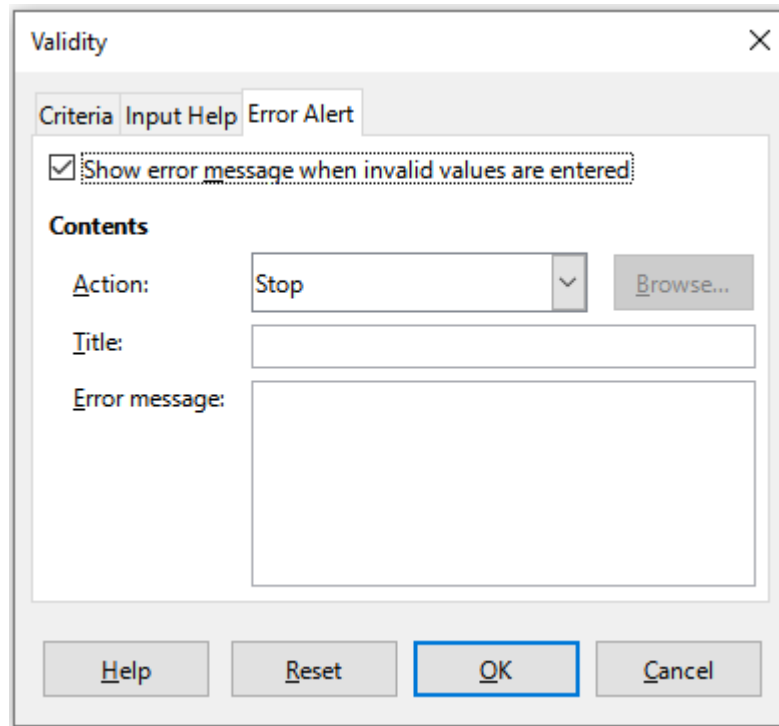 Validity
Criteria Input Help Error Alert
Show error message when invalid values are entered
Contents
Action: Stop Browse...
Title:
Error message:
Help Reset OK Cancel